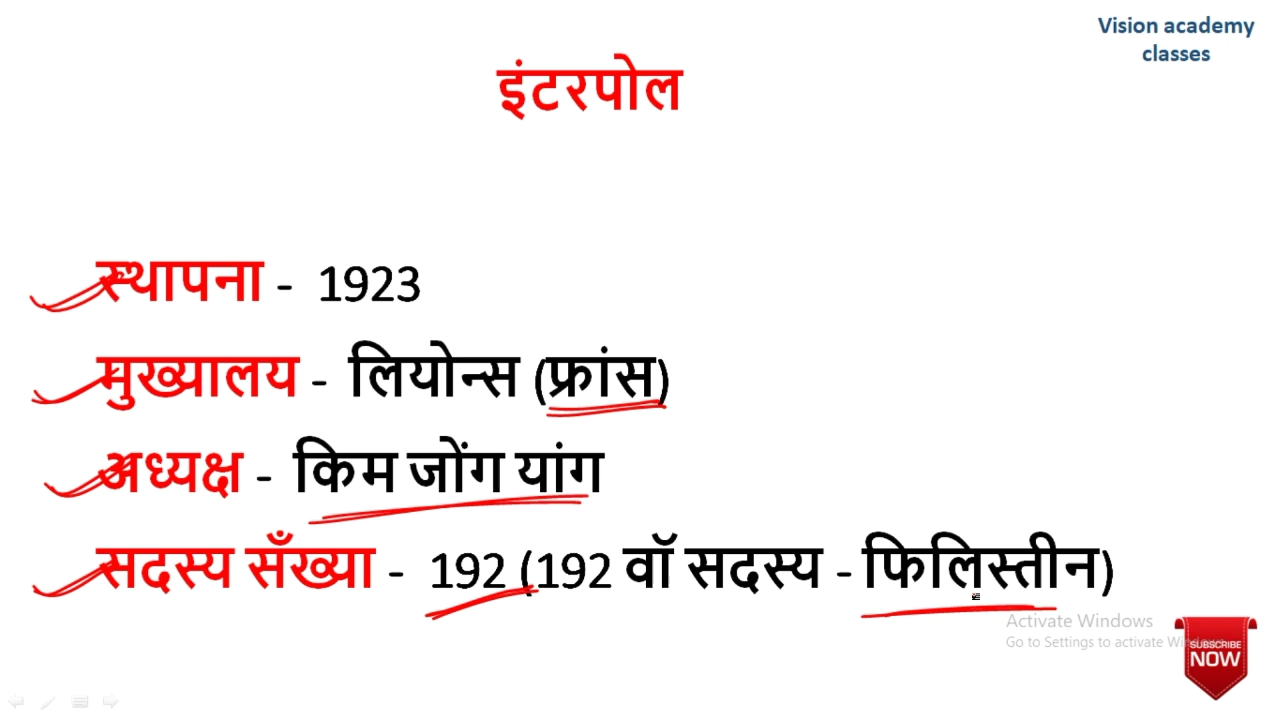 Vision academy
classes
इंटरपोल
स्थापना - 1923
मुख्यालय - लियोन्स (फ्रांस)
अध्यक्ष - किम जोंग यांग
सदस्य सँख्या - 192 (192 वॉ सदस्य - फिलिस्तीन)
Activate Windows
Go to Settings to activate Windows.
SUBSCRIBE
NOW